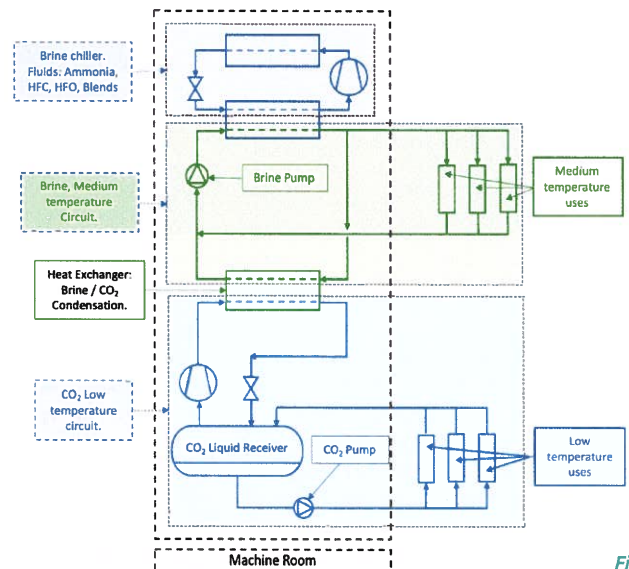 Brine chiller.
Fluids: Ammonia,
HFC, HFO, Blends
Brine Pump
Brine, Medium
temperature
Circuit.
Medium
temperature
uses
Heat Exchanger:
Brine / CO₂
Condensation.
CO₂ Low
temperature
circuit.
CO₂ Liquid Receiver
CO₂ Pump
Low
temperature
uses
Machine Room
Fi